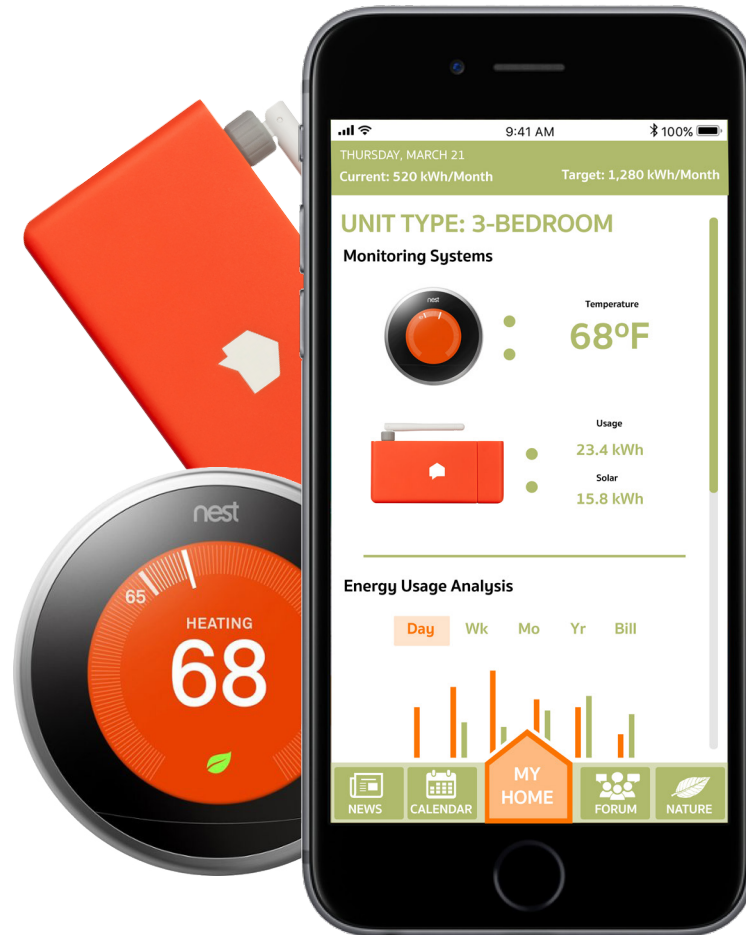 9:41 AM
100%
THURSDAY, MARCH 21
Current: 520 kWh/Month
Target: 1,280 kWh/Month
UNIT TYPE: 3-BEDROOM
Monitoring Systems
nest
Temperature
68ºF
Usage
23.4 kWh
Solar
15.8 kWh
Energy Usage Analysis
Day Wk Mo Yr Bill
NEWS
CALENDAR
MY
HOME
FORUM
NATURE
nest
65
HEATING
68